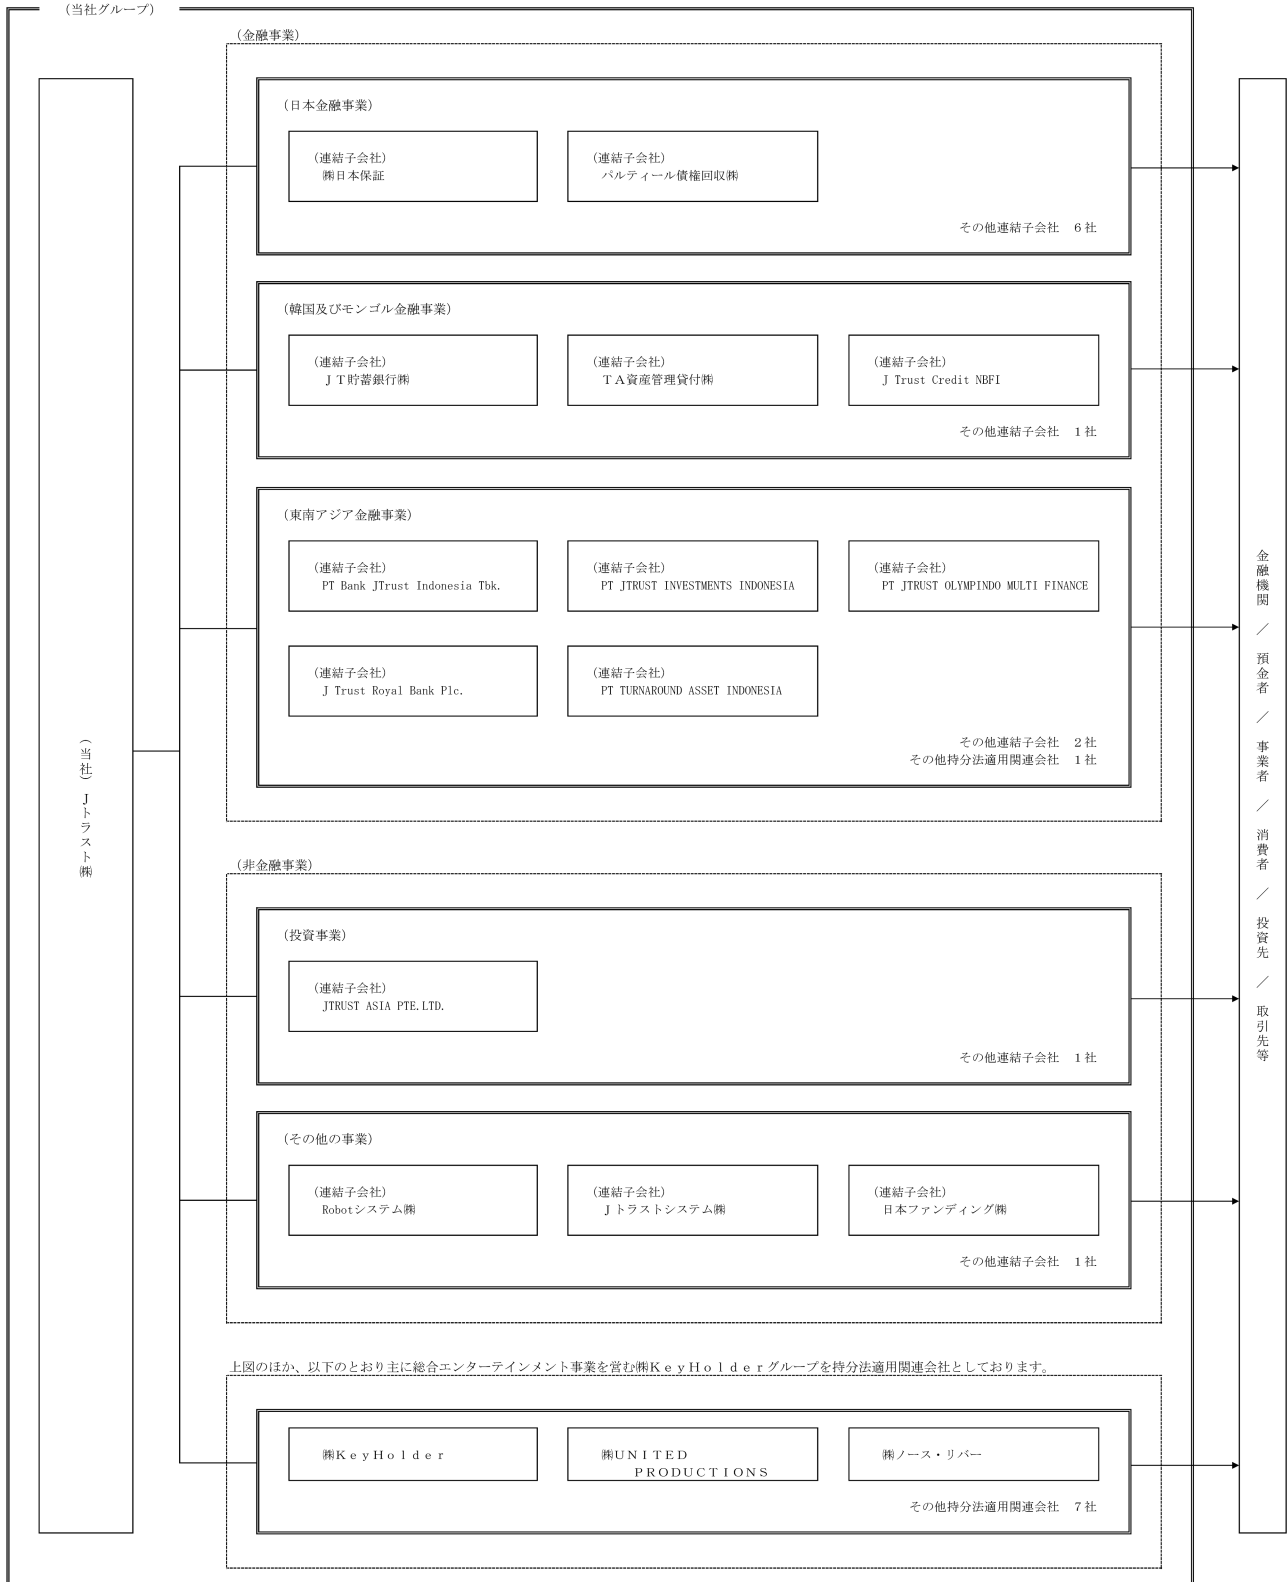 (当社グループ)
(金融事業)
(日本金融事業)
(連結子会社)
㈱日本保証
(連結子会社)
パルティール債権回収㈱
その他連結子会社 6社
(韓国及びモンゴル金融事業)
(連結子会社)
JT貯蓄銀行㈱
(連結子会社)
TA資産管理貸付㈱
(連結子会社)
J Trust Credit NBFI
その他連結子会社 1社
(東南アジア金融事業)
(連結子会社)
PT Bank JTrust Indonesia Tbk.
(連結子会社)
PT JTRUST INVESTMENTS INDONESIA
(連結子会社)
PT JTRUST OLYMPINDO MULTI FINANCE
(連結子会社)
J Trust Royal Bank Plc.
(連結子会社)
PT TURNAROUND ASSET INDONESIA
その他連結子会社 2社
その他持分法適用関連会社 1社
(当社) Jトラスト㈱
(非金融事業)
(投資事業)
(連結子会社)
JTRUST ASIA PTE.LTD.
その他連結子会社 1社
(その他の事業)
(連結子会社)
Robotシステム㈱
(連結子会社)
Jトラストシステム㈱
(連結子会社)
日本ファンディング㈱
その他連結子会社 1社
上図のほか、以下のとおり主に総合エンターテインメント事業を営む㈱KeyHolderグループを持分法適用関連会社としております。
㈱KeyHolder
㈱UNITED
PRODUCTIONS
㈱ノース・リバー
その他持分法適用関連会社 7社
金融機関 / 預金者 / 事業者 / 消費者 / 投資先 / 取引先等